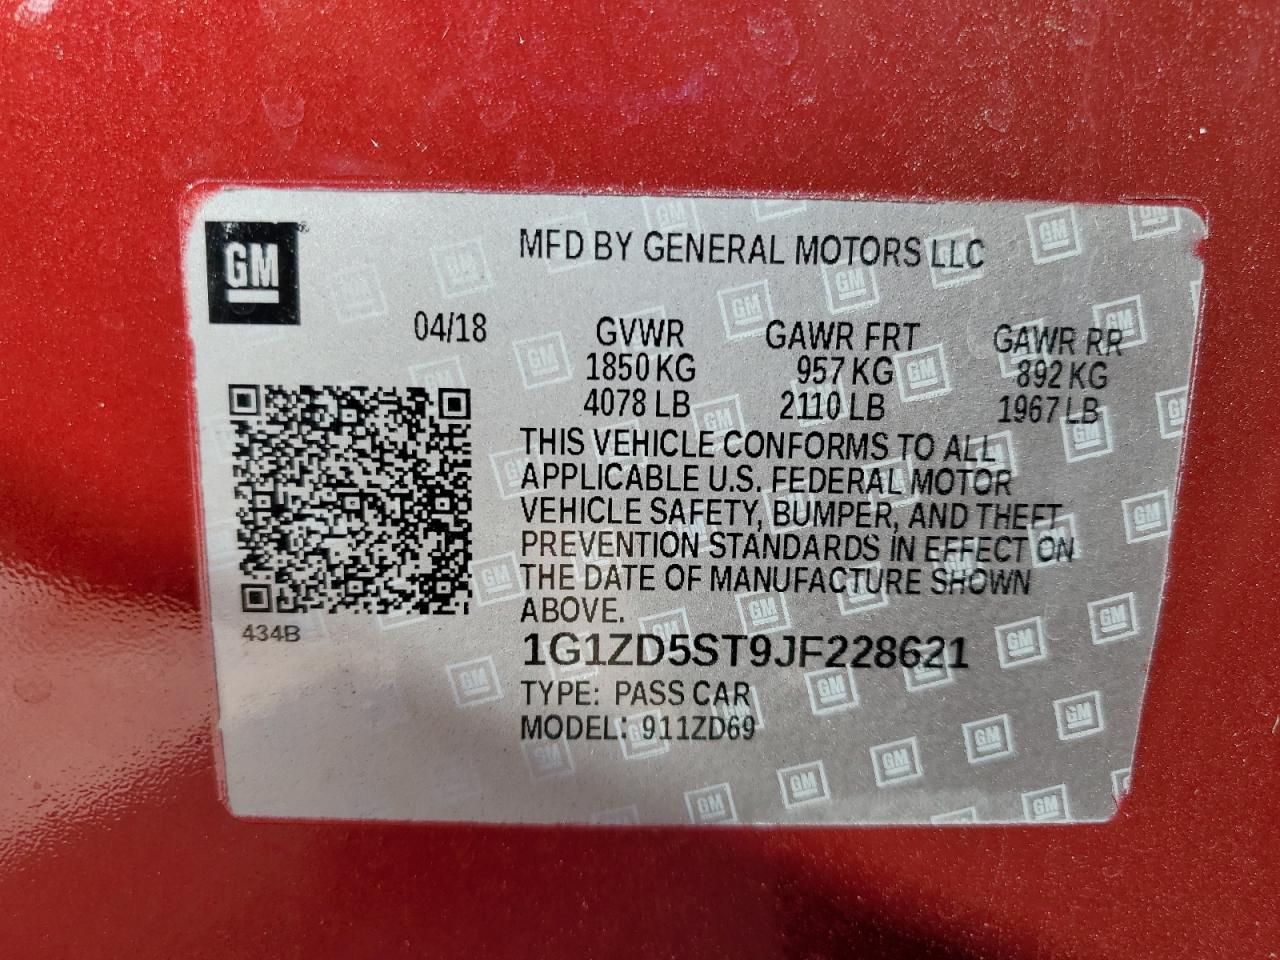 GM
MFD BY GENERAL MOTORS LLC
04/18 GVWR GAWR FRT GAWR RR
1850 KG 957 KG 892 KG
4078 LB 2110 LB 1967 LB
THIS VEHICLE CONFORMS TO ALL
APPLICABLE U.S. FEDERAL MOTOR
VEHICLE SAFETY, BUMPER, AND THEFT
PREVENTION STANDARDS IN EFFECT ON
THE DATE OF MANUFACTURE SHOWN
ABOVE.
434B
1G1ZD5ST9JF228621
TYPE: PASS CAR
MODEL: 911ZD69